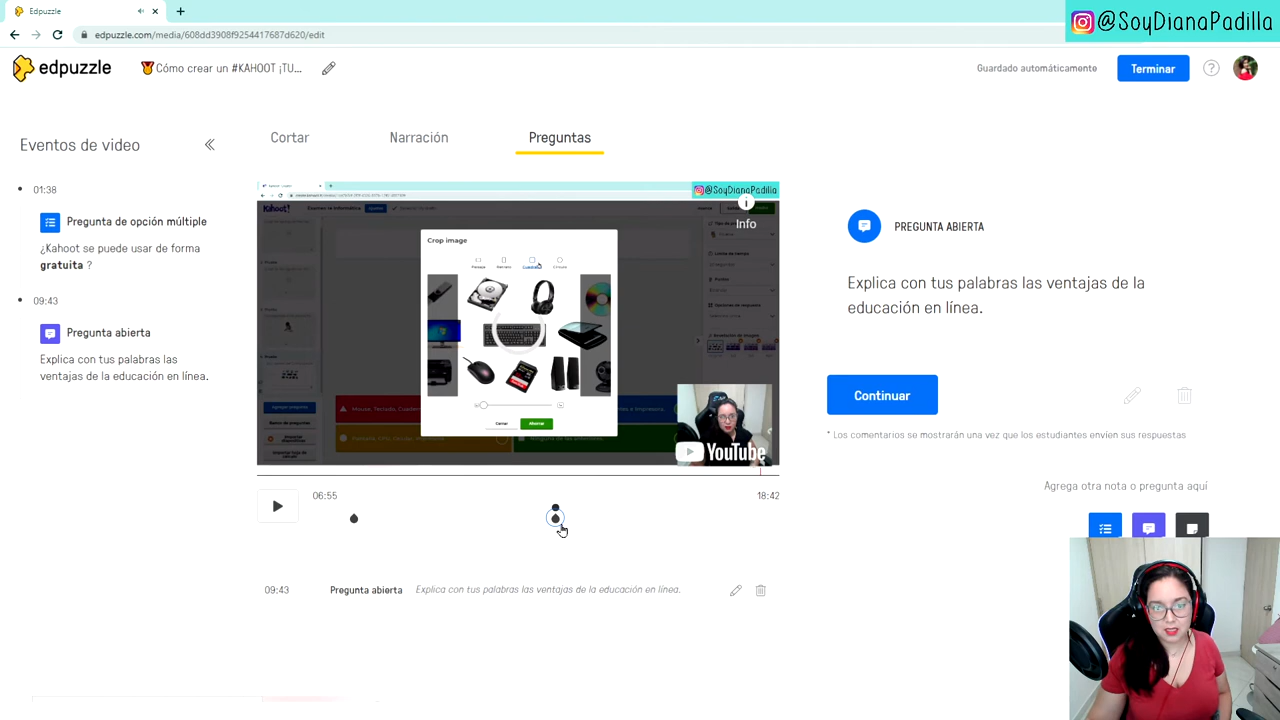 Edpuzzle
@SoyDianaPadilla
edpuzzle.com/media/608dd3908f9254417687d620/edit
edpuzzle
Cómo crear un #KAHOOT ¡TU...
Guardado automáticamente
Terminar
?
Eventos de video
Cortar
Narración
Preguntas
01:38
Pregunta de opción múltiple
¿Kahoot se puede usar de forma
gratuita ?
09:43
Pregunta abierta
Explica con tus palabras las
ventajas de la educación en línea.
@SoyDianaPadilla
Kahoot!
Info
Crop image
Cerrar
YouTube
06:55
18:42
09:43
Pregunta abierta
Explica con tus palabras las ventajas de la educación en línea.
PREGUNTA ABIERTA
Explica con tus palabras las ventajas de la
educación en línea.
Continuar
* Los comentarios se mostrarán una vez que los estudiantes envíen sus respuestas
Agrega otra nota o pregunta aquí